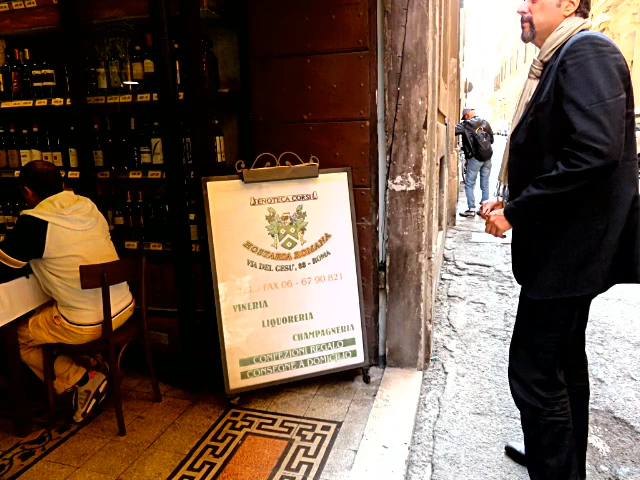 ENOTECA CORSI
HOSTARIA ROMANA
VIA DEL GESU', 88 - ROMA
TEL./FAX 06 - 67 90 821
VINERIA
LIQUORERIA
CHAMPAGNERIA
CONFEZIONI REGALO
CONSEGNE A DOMICILIO